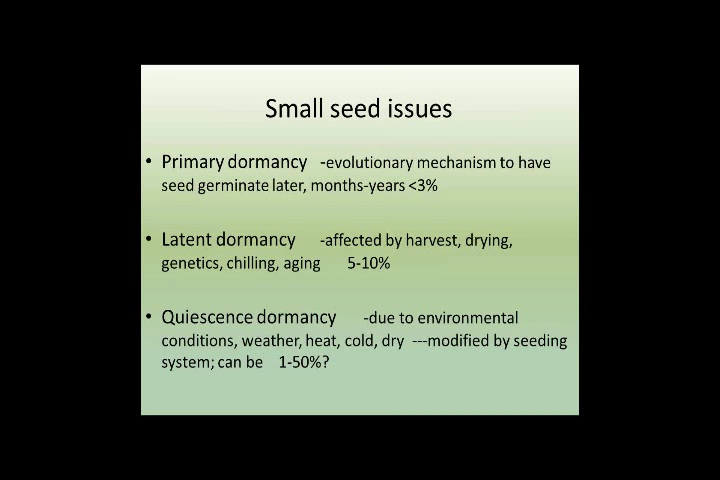 Small seed issues
• Primary dormancy -evolutionary mechanism to have
seed germinate later, months-years <3%
• Latent dormancy -affected by harvest, drying,
genetics, chilling, aging 5-10%
• Quiescence dormancy -due to environmental
conditions, weather, heat, cold, dry ---modified by seeding
system; can be 1-50%?